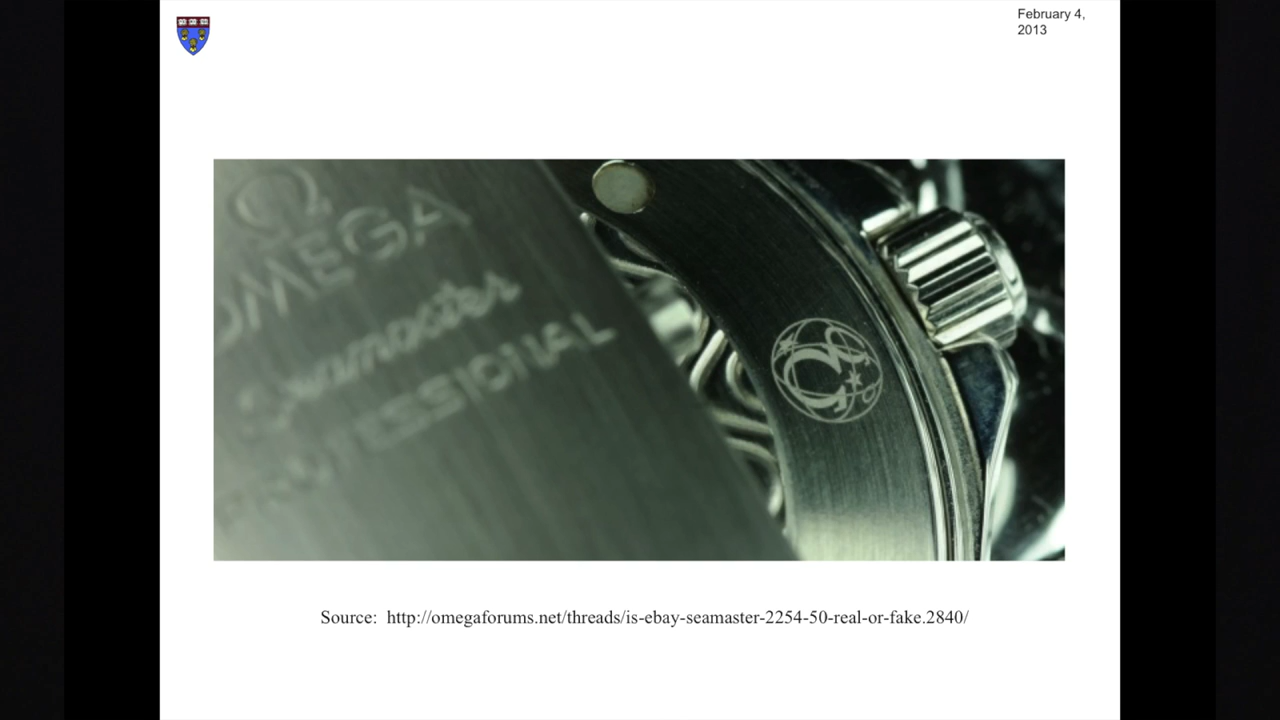 February 4,
2013
OMEGA
Seamaster
PROFESSIONAL
Source: http://omegaforums.net/threads/is-ebay-seamaster-2254-50-real-or-fake.2840/